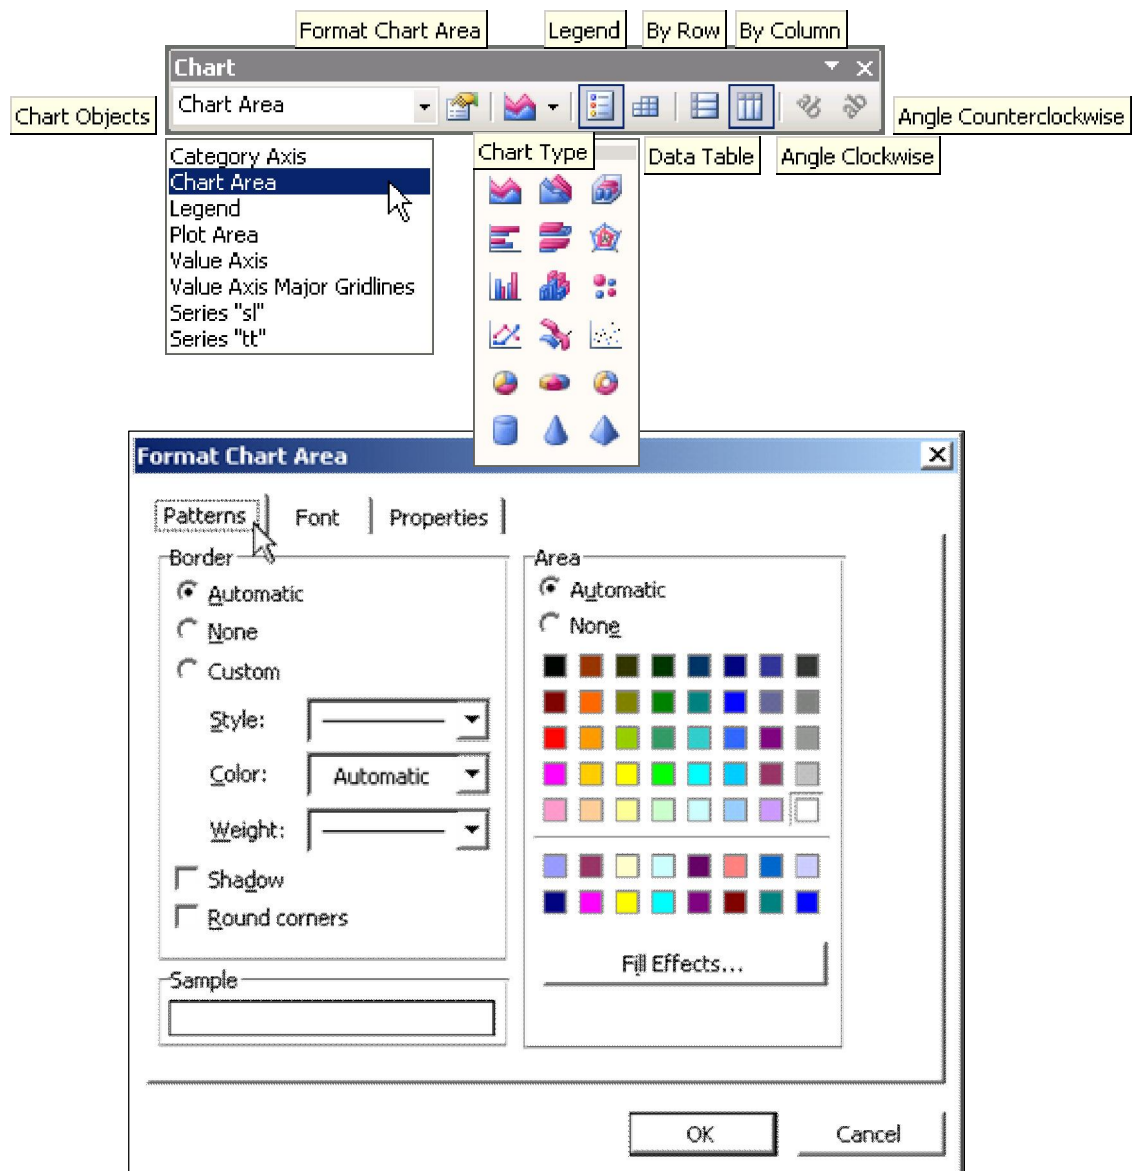 Format Chart Area
Legend
By Row
By Column
Chart
Chart Objects
Chart Area
Angle Counterclockwise
Chart Type
Data Table
Angle Clockwise
Category Axis
Chart Area
Legend
Plot Area
Value Axis
Value Axis Major Gridlines
Series "sl"
Series "tt"
Format Chart Area
Patterns
Font
Properties
Border
Automatic
None
Custom
Style:
Color:
Automatic
Weight:
Shadow
Round corners
Sample
Area
Automatic
None
Fill Effects...
OK
Cancel